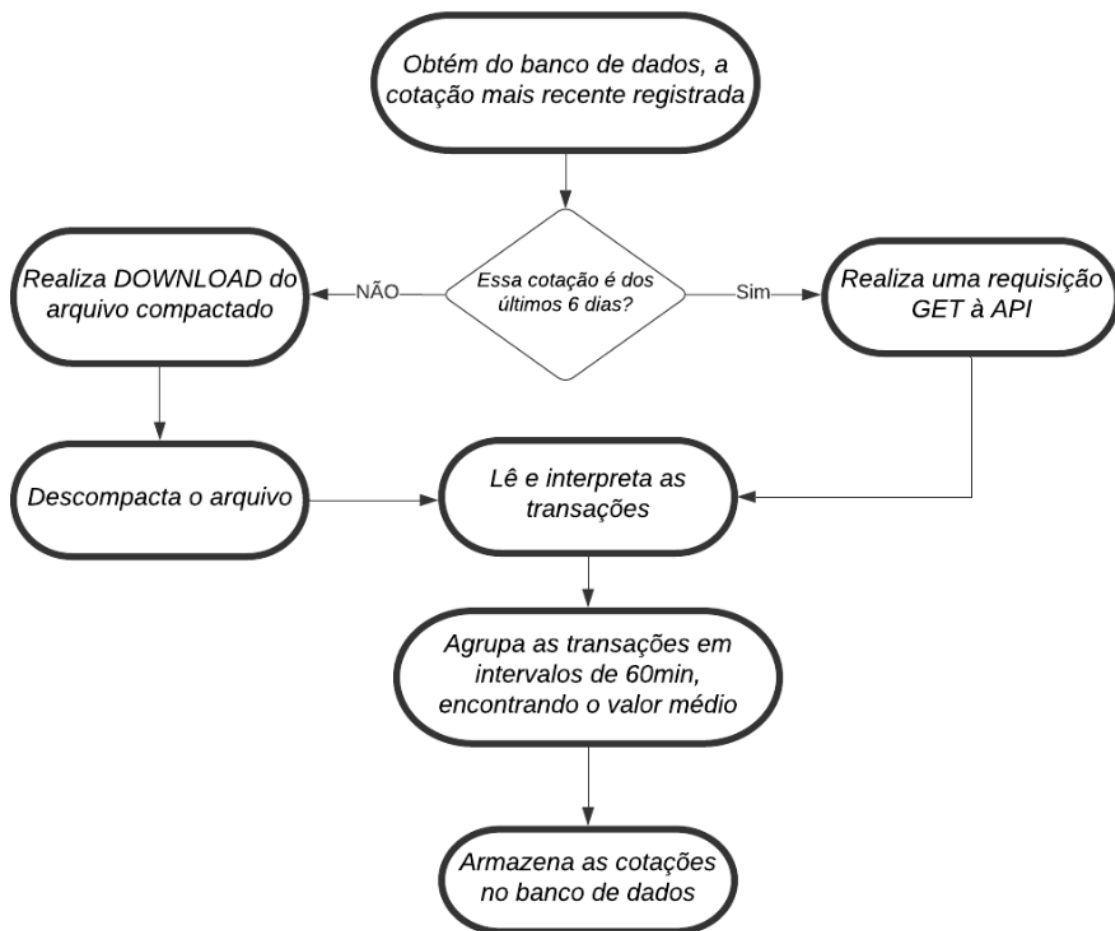 Obtém do banco de dados, a
cotação mais recente registrada
Realiza DOWNLOAD do
arquivo compactado
NÃO
Essa cotação é dos
últimos 6 dias?
Sim
Realiza uma requisição
GET à API
Descompacta o arquivo
Lê e interpreta as
transações
Agrupa as transações em
intervalos de 60min,
encontrando o valor médio
Armazena as cotações
no banco de dados